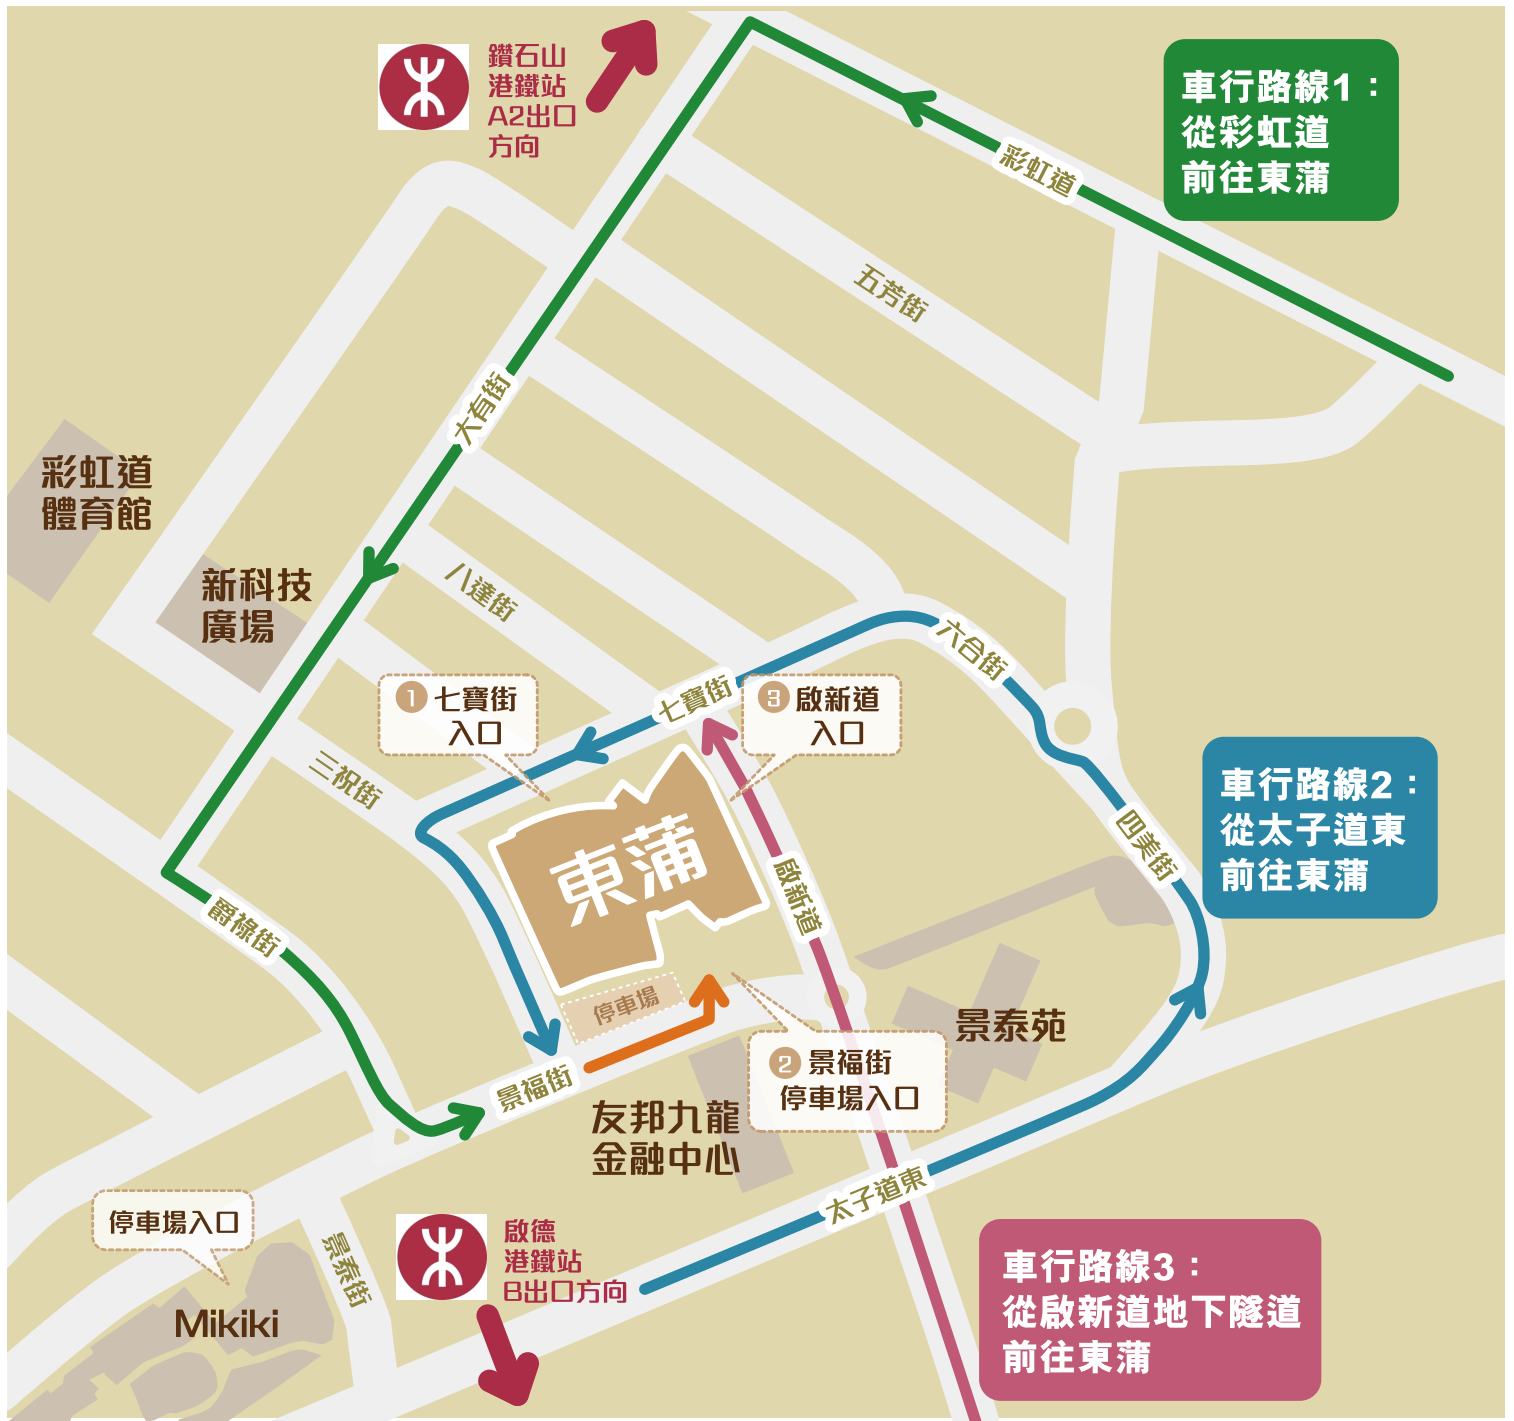 鑽石山
港鐵站
A2出口
方向
車行路線1：
從彩虹道
前往東蒲
彩虹道
五芳街
大有街
彩虹道
體育館
新科技
廣場
八達街
六合街
1 七寶街
入口
七寶街
3 啟新道
入口
三祝街
車行路線2：
從太子道東
前往東蒲
四美街
東蒲
啟新道
爵祿街
停車場
景泰苑
景福街
2 景福街
停車場入口
友邦九龍
金融中心
太子道東
停車場入口
景泰街
啟德
港鐵站
B出口方向
車行路線3：
從啟新道地下隧道
前往東蒲
Mikiki